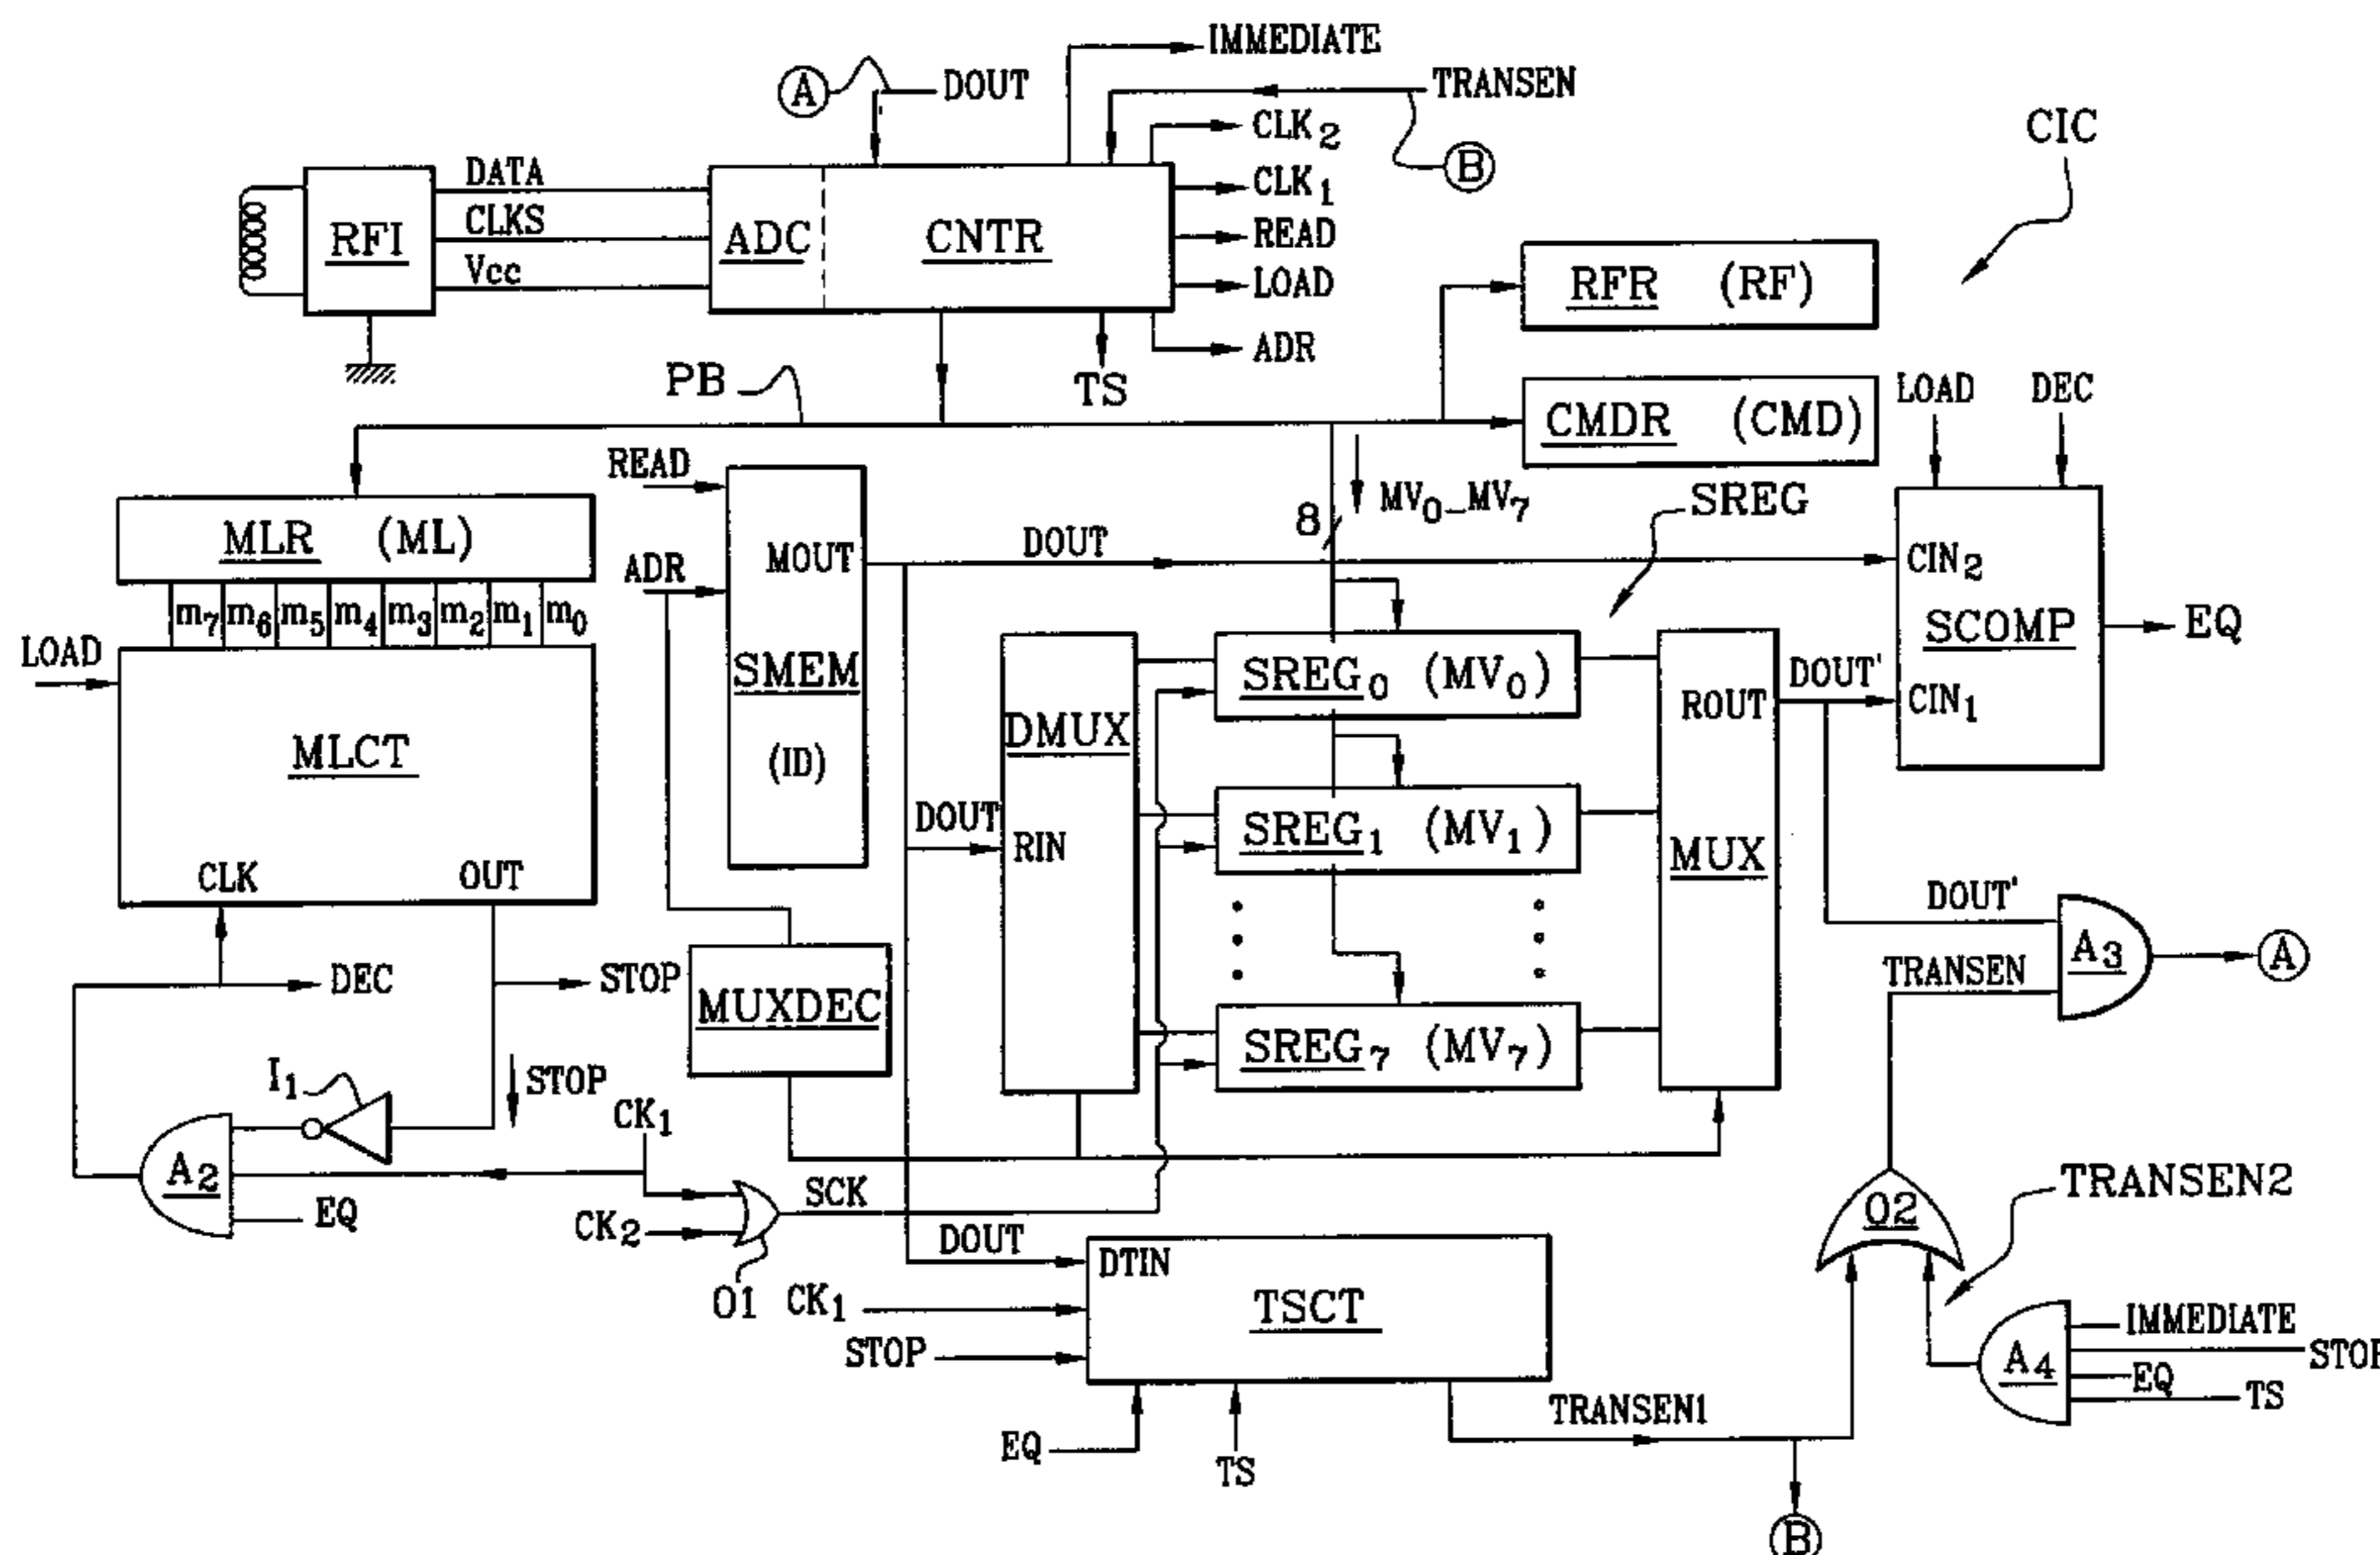 IMMEDIATE
A DOUT TRANSEN
CLK2
CIC
B
DATA
CLK1
CLKS
RFI ADC CNTR READ
Vcc LOAD
RFR (RF)
ADR
PB TS
LOAD DEC
CMDR (CMD)
READ
MV0_MV7 SREG
8
MLR (ML)
MOUT DOUT
CIN2
ADR
m7 m6 m5 m4 m3 m2 m1 m0
SCOMP EQ
LOAD
SMEM SREG0 (MV0) DOUT'
ROUT CIN1
DMUX
MLCT
(ID)
DOUT
RIN SREG1 (MV1) MUX
CLK OUT
DOUT'
A3 A
TRANSEN
DEC STOP
MUXDEC
SREG7 (MV7)
I1 STOP
CK1
A2
TRANSEN2
SCK
EQ O2
CK2
DOUT
DTIN
O1 CK1 TSCT
IMMEDIATE
STOP
STOP
A4
EQ
TS
TRANSEN1
EQ
TS
B